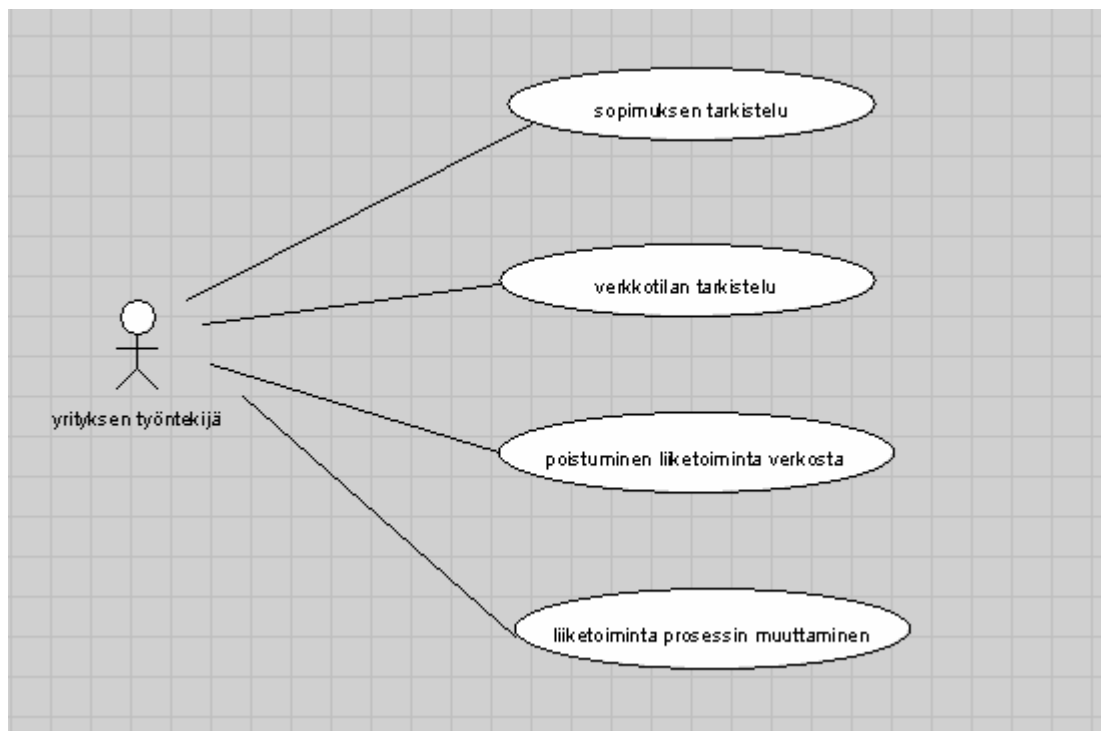 sopimuksen tarkistelu
verkkotilan tarkistelu
yrityksen työntekijä
poistuminen liiketoiminta verkosta
liiketoiminta prosessin muuttaminen